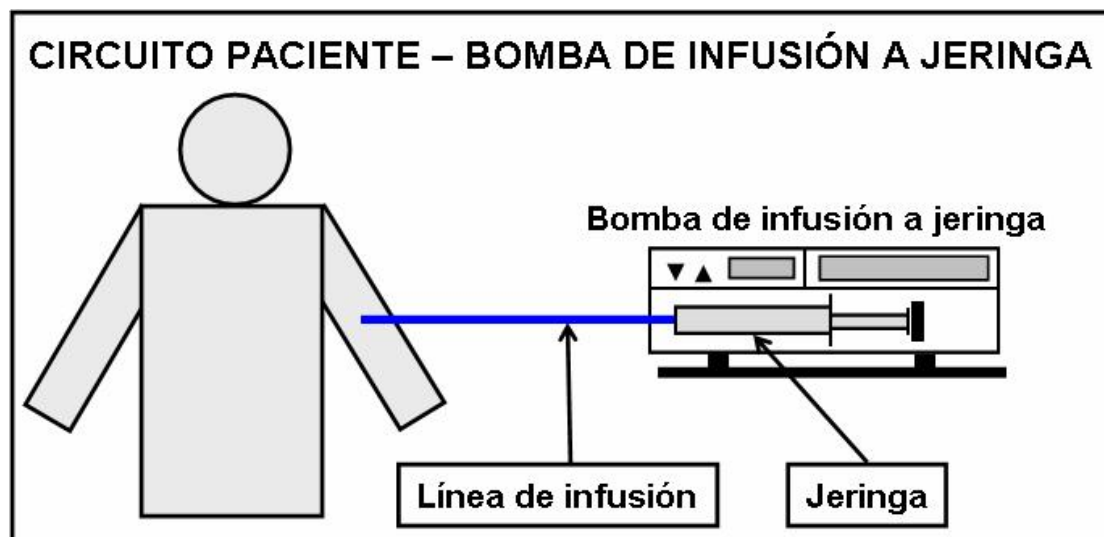 CIRCUITO PACIENTE – BOMBA DE INFUSIÓN A JERINGA
Bomba de infusión a jeringa
Línea de infusión
Jeringa